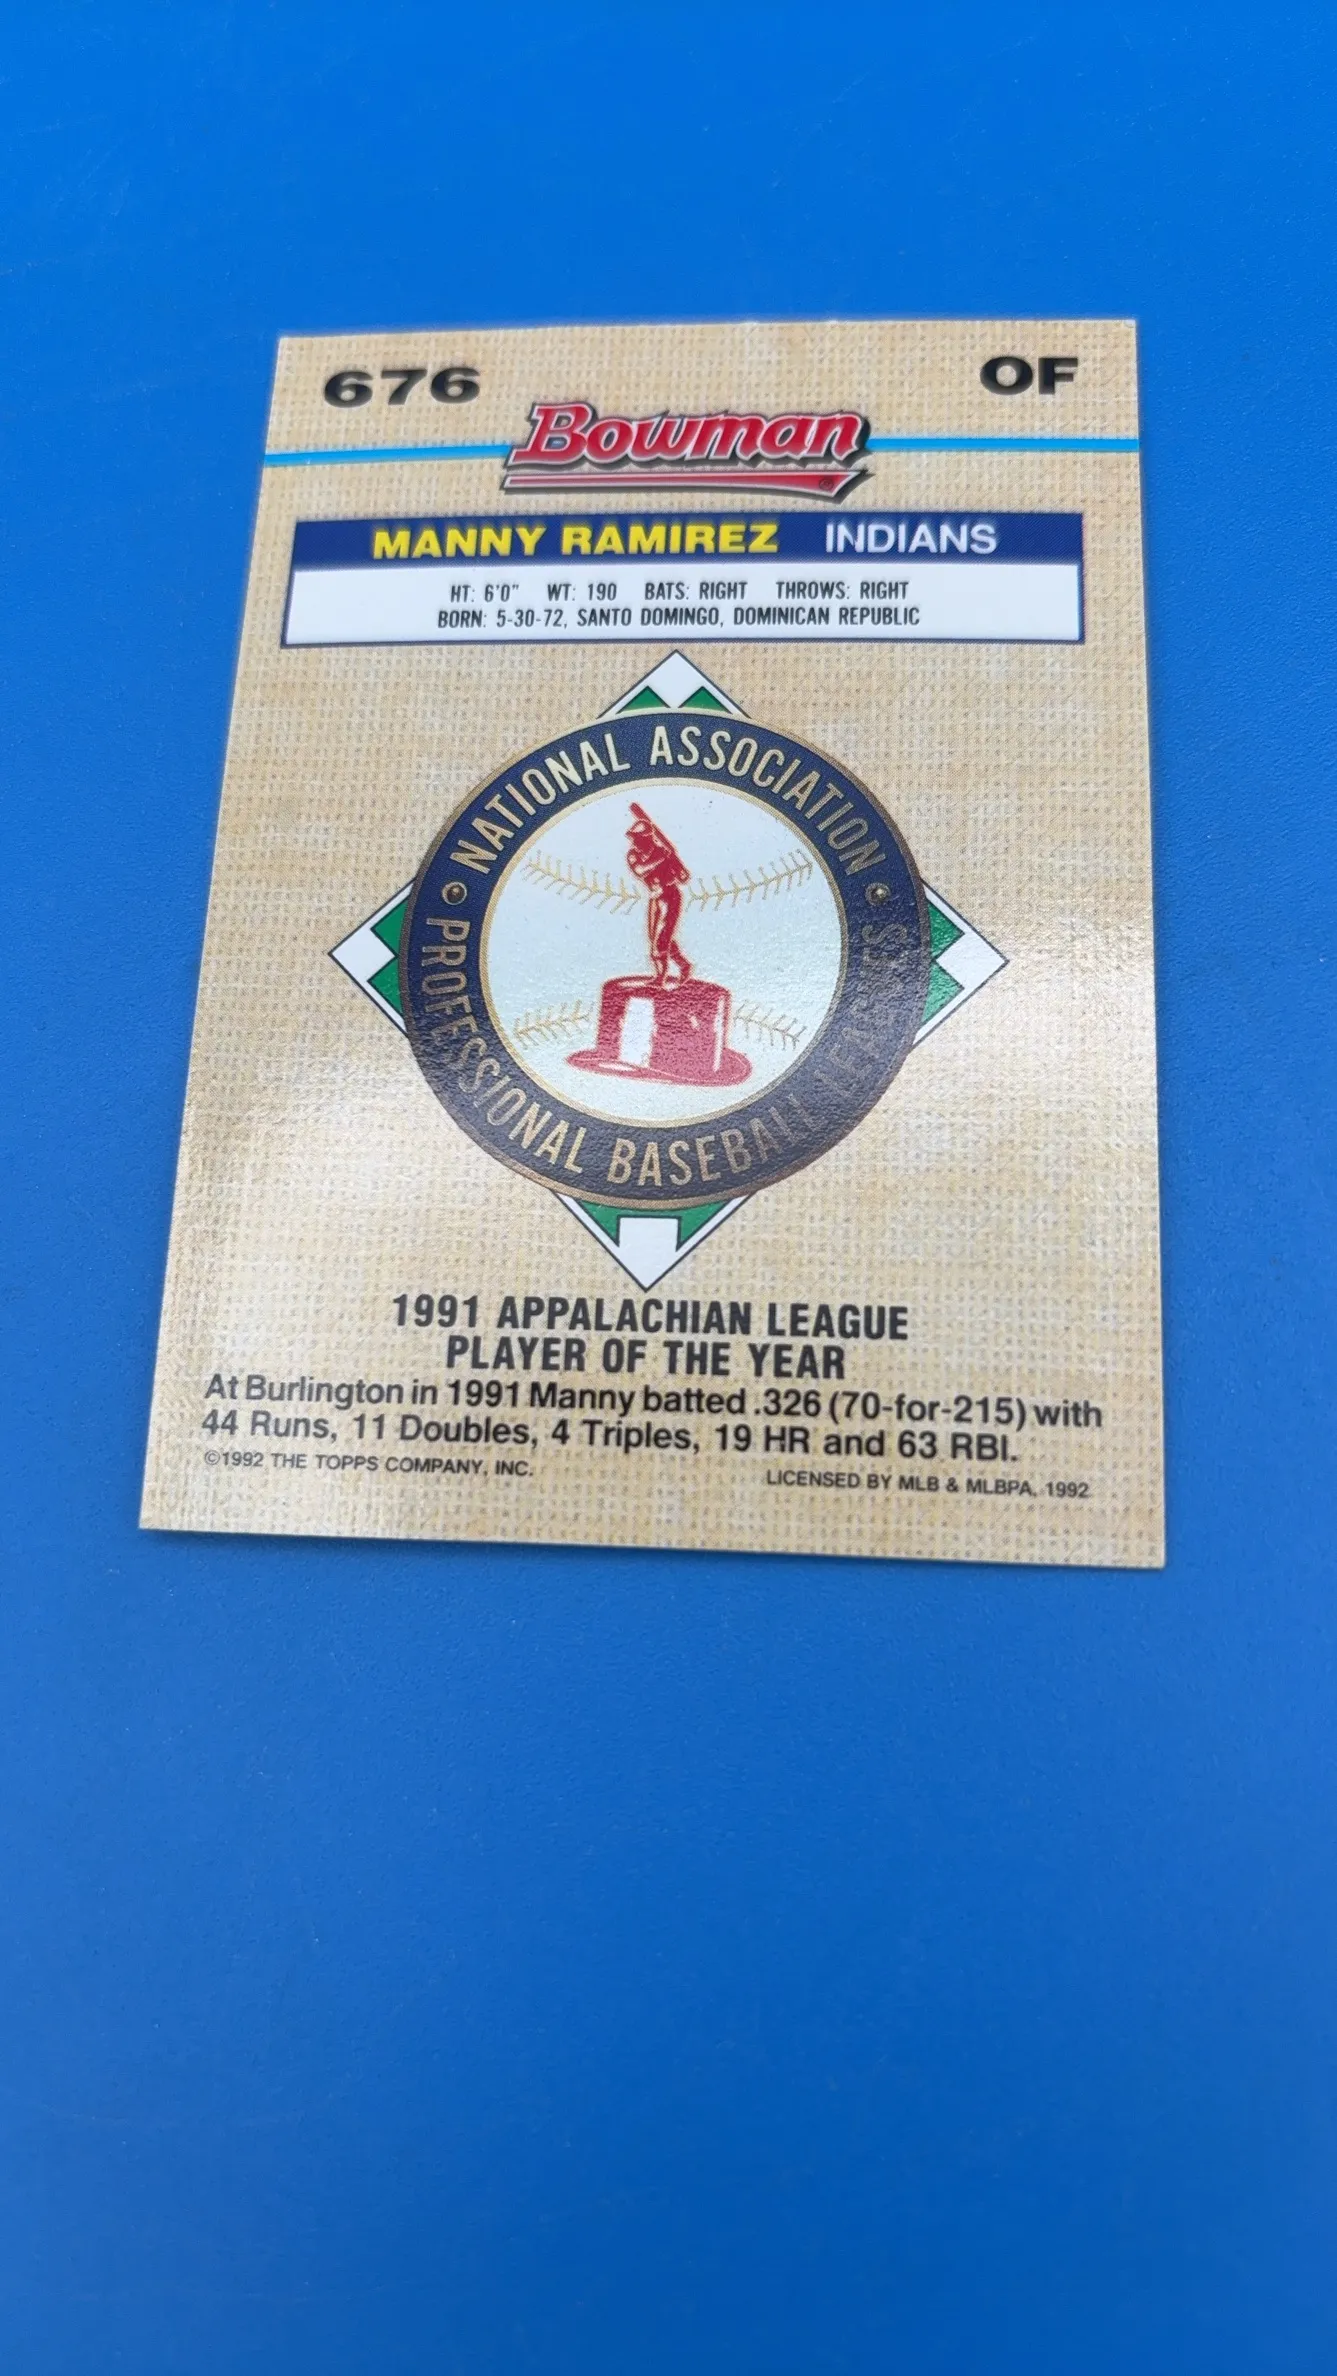 676
OF
Bowman
MANNY RAMIREZ INDIANS
HT: 6'0" WT: 190 BATS: RIGHT THROWS: RIGHT
BORN: 5-30-72, SANTO DOMINGO, DOMINICAN REPUBLIC
• NATIONAL ASSOCIATION •
PROFESSIONAL BASEBALL LEAGUES
1991 APPALACHIAN LEAGUE
PLAYER OF THE YEAR
At Burlington in 1991 Manny batted .326 (70-for-215) with
44 Runs, 11 Doubles, 4 Triples, 19 HR and 63 RBI.
©1992 THE TOPPS COMPANY, INC.
LICENSED BY MLB & MLBPA, 1992